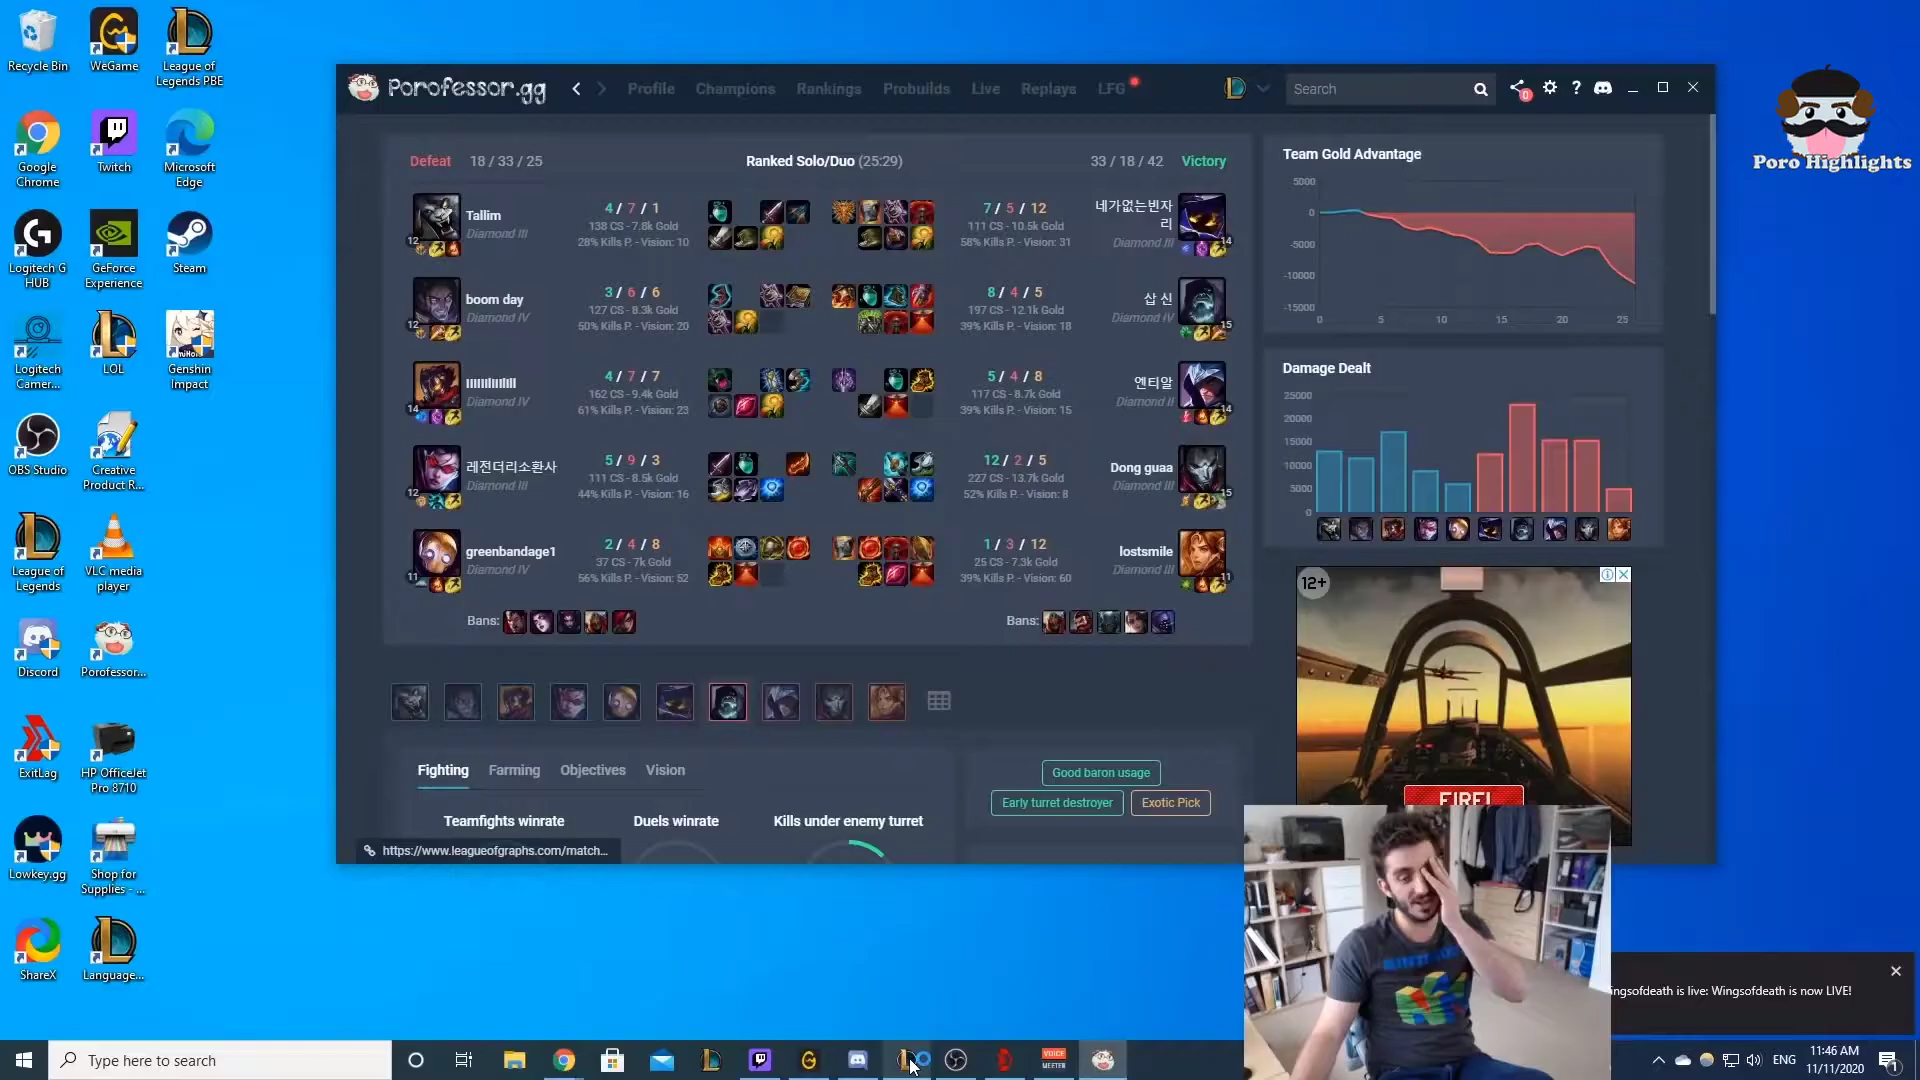 Recycle Bin
WeGame
League of
Legends PBE
Google
Chrome
Twitch
Microsoft
Edge
Logitech G
HUB
GeForce
Experience
Steam
Logitech
Camer...
LOL
Genshin
Impact
OBS Studio
Creative
Product R...
League of
Legends
VLC media
player
Discord
Porofessor...
ExitLag
HP OfficeJet
Pro 8710
Lowkey.gg
Shop for
Supplies - ...
ShareX
Language...
Porofessor.gg
Profile Champions Rankings Probuilds Live Replays LFG
Search
0
Poro Highlights
Defeat 18 / 33 / 25 Ranked Solo/Duo (25:29) 33 / 18 / 42 Victory
Tallim
Diamond III
12
4 / 7 / 1
138 CS - 7.8k Gold
28% Kills P. - Vision: 10
7 / 5 / 12
111 CS - 10.5k Gold
58% Kills P. - Vision: 31
네가없는빈자
리
Diamond III
14
boom day
Diamond IV
12
3 / 6 / 6
127 CS - 8.3k Gold
50% Kills P. - Vision: 20
8 / 4 / 5
197 CS - 12.1k Gold
39% Kills P. - Vision: 18
삽 신
Diamond IV
15
Diamond IV
14
4 / 7 / 7
162 CS - 9.4k Gold
61% Kills P. - Vision: 23
5 / 4 / 8
117 CS - 8.7k Gold
39% Kills P. - Vision: 15
엔티알
Diamond II
14
레전더리소환사
Diamond III
12
5 / 9 / 3
111 CS - 8.5k Gold
44% Kills P. - Vision: 16
12 / 2 / 5
227 CS - 13.7k Gold
52% Kills P. - Vision: 8
Dong guaa
Diamond III
15
greenbandage1
Diamond IV
11
2 / 4 / 8
37 CS - 7k Gold
56% Kills P. - Vision: 52
1 / 3 / 12
25 CS - 7.3k Gold
39% Kills P. - Vision: 60
lostsmile
Diamond III
11
Bans:
Bans:
Team Gold Advantage
5000
0
-5000
-10000
-15000
0 5 10 15 20 25
Damage Dealt
25000
20000
15000
10000
5000
0
12+
FIRE!
Fighting Farming Objectives Vision
Teamfights winrate Duels winrate Kills under enemy turret
Good baron usage
Early turret destroyer Exotic Pick
https://www.leagueofgraphs.com/match...
ingsofdeath is live: Wingsofdeath is now LIVE!
Type here to search
VOICE
MEETER
ENG
11:46 AM
11/11/2020
1